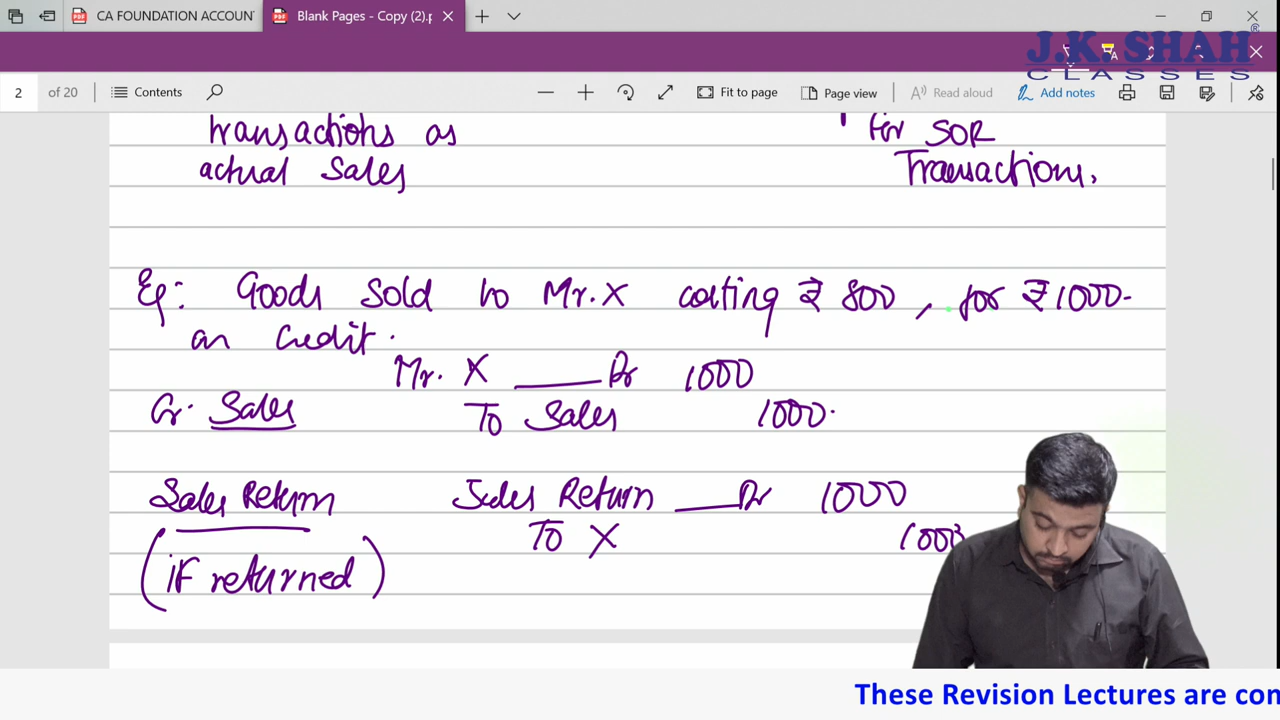 CA FOUNDATION ACCOUNT
Blank Pages - Copy (2).p
J.K. SHAH®
CLASSES
2 of 20 Contents Fit to page Page view Read aloud Add notes
transactions as
actual Sales
for SOR
Transactions.
Eg: Goods Sold to Mr. X costing ₹ 800, for ₹ 1000.
on Credit.
Mr. X ____ Dr 1000
Cr. Sales To Sales 1000.
Sales Return Sales Return ____ Dr 1000
To X 1000
(if returned)
These Revision Lectures are con